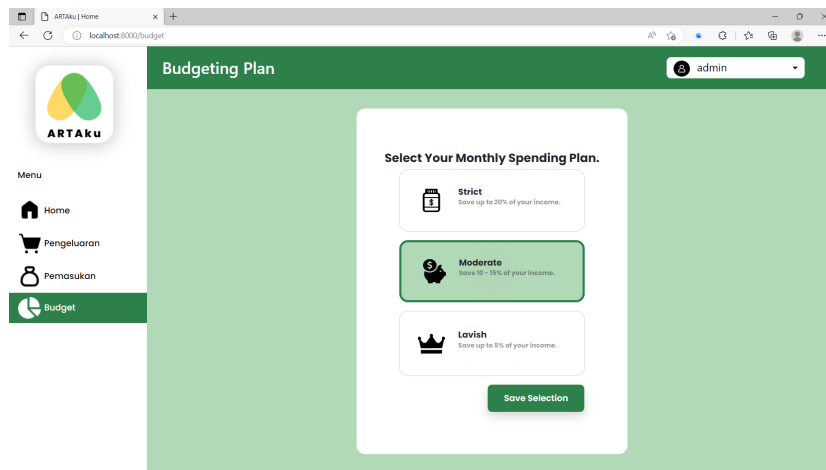 ARTAku | Home
localhost:8000/budget
ARTAku
Budgeting Plan
admin
Menu
Home
Pengeluaran
Pemasukan
Budget
Select Your Monthly Spending Plan.
Strict
Save up to 20% of your income.
Moderate
Save 10 - 15% of your income.
Lavish
Save up to 5% of your income.
Save Selection